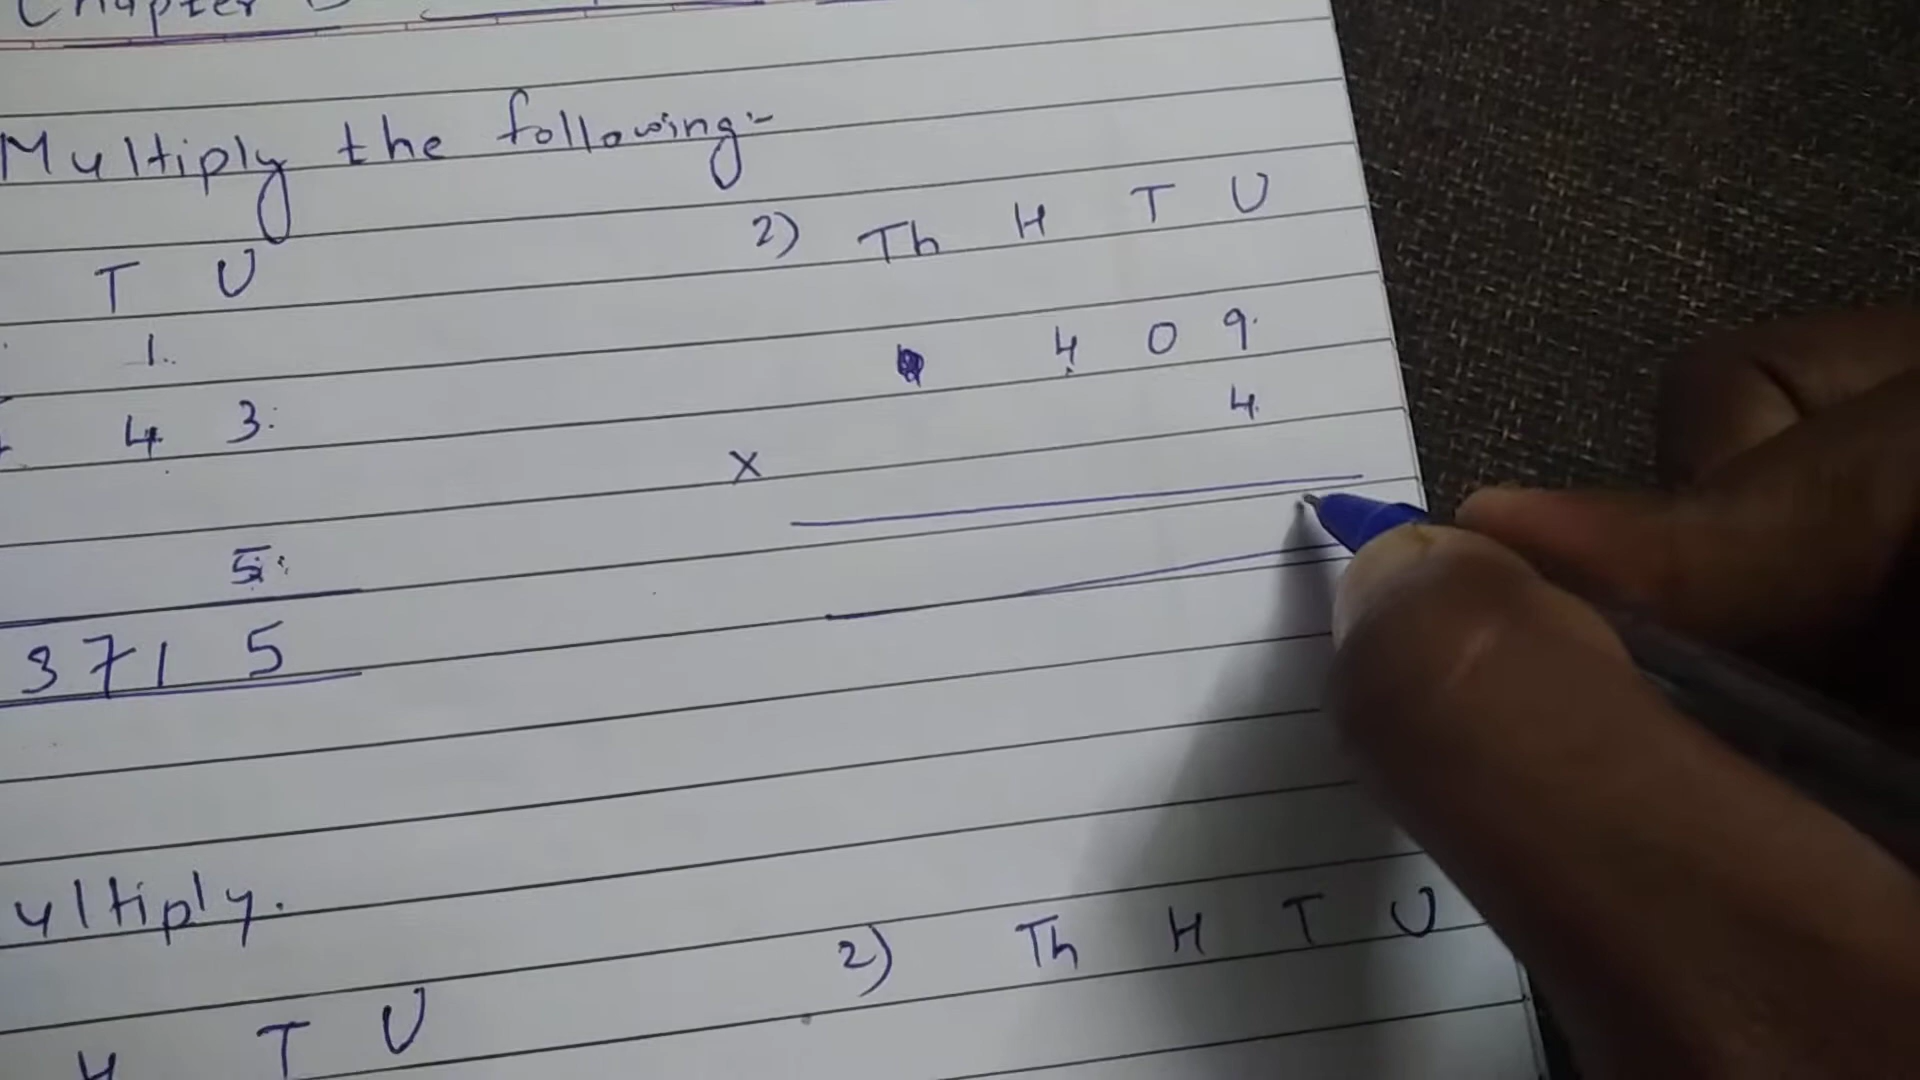 Chapter
Multiply the following:-
T U
1.
4 3
5
3 7 1 5
2) Th H T U
4 0 9
4
x
ultiply.
H T U
2) Th H T U